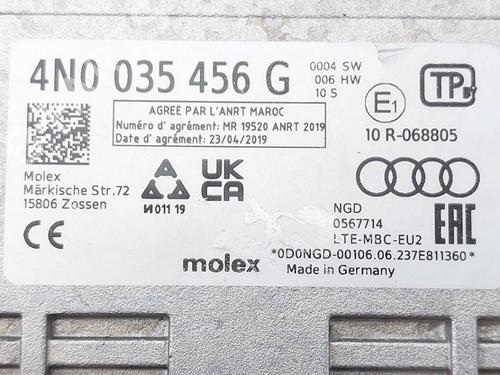 4N0 035 456 G
0004 SW
006 HW
10 S
E1
TP
BY
10 R-068805
AGREE PAR L'ANRT MAROC
Numéro d'agrément: MR 19520 ANRT 2019
Date d'agrément: 23/04/2019
Molex
Märkische Str.72
15806 Zossen
CE
A
И011 19
UK
CA
NGD
0567714
LTE-MBC-EU2
EAC
*0D0NGD-00106.06.237E811360*
Made in Germany
molex